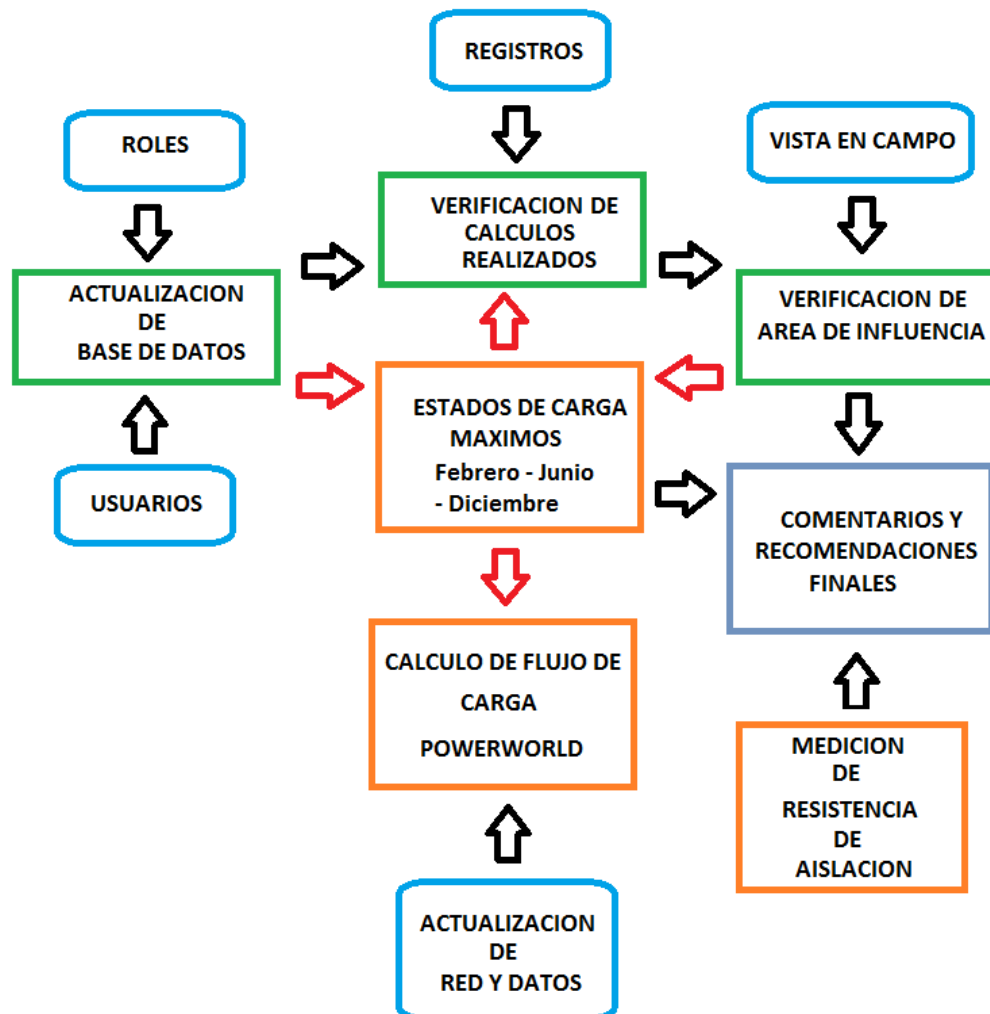 REGISTROS
ROLES
VISTA EN CAMPO
VERIFICACION DE
CALCULOS
REALIZADOS
ACTUALIZACION
DE
BASE DE DATOS
VERIFICACION DE
AREA DE INFLUENCIA
ESTADOS DE CARGA
MAXIMOS
Febrero - Junio
- Diciembre
USUARIOS
COMENTARIOS Y
RECOMENDACIONES
FINALES
CALCULO DE FLUJO DE
CARGA
POWERWORLD
MEDICION
DE
RESISTENCIA
DE
AISLACION
ACTUALIZACION
DE
RED Y DATOS